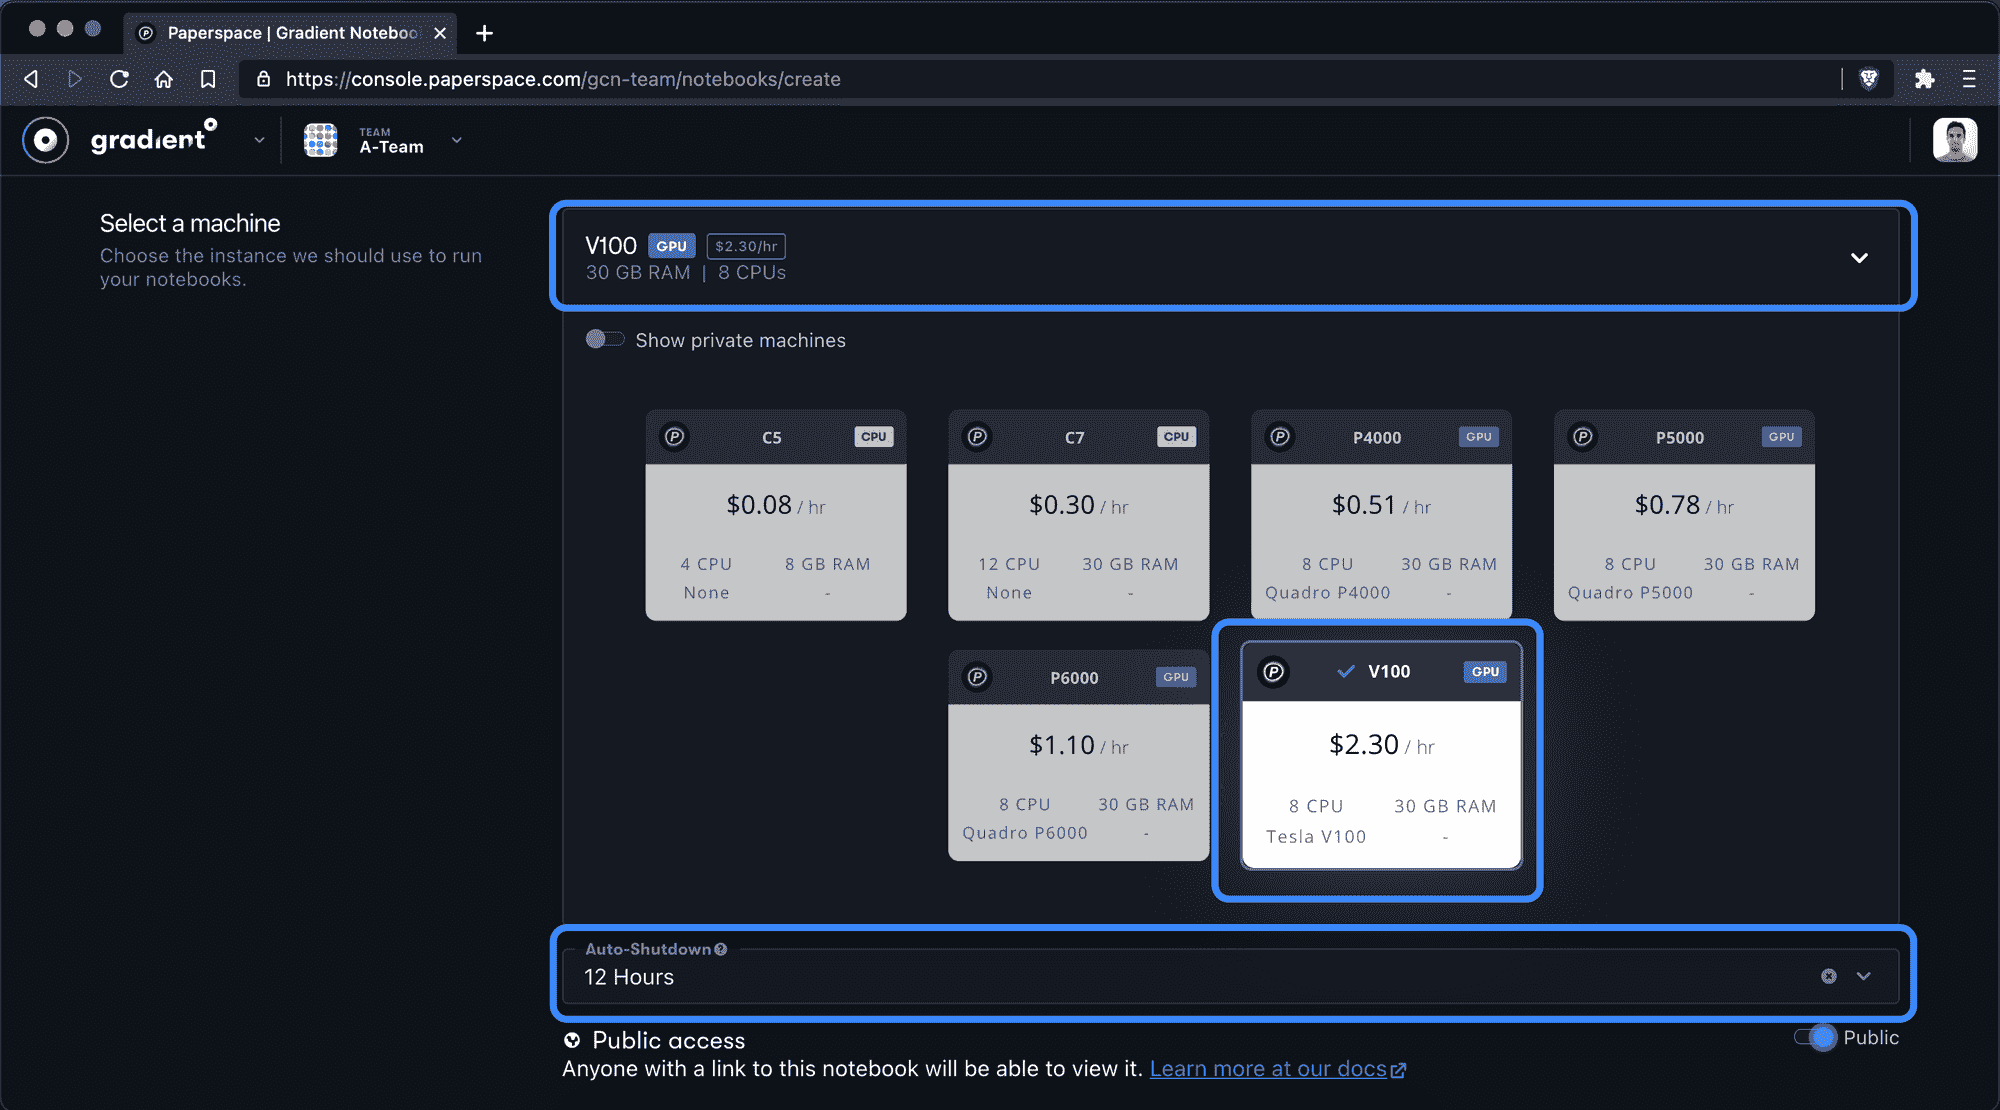 Paperspace | Gradient Noteboo
https://console.paperspace.com/gcn-team/notebooks/create
gradient
TEAM
A-Team
Select a machine
Choose the instance we should use to run
your notebooks.
V100 GPU $2.30/hr
30 GB RAM | 8 CPUs
Show private machines
C5 CPU
$0.08 / hr
4 CPU 8 GB RAM
None -
C7 CPU
$0.30 / hr
12 CPU 30 GB RAM
None -
P4000 GPU
$0.51 / hr
8 CPU 30 GB RAM
Quadro P4000 -
P5000 GPU
$0.78 / hr
8 CPU 30 GB RAM
Quadro P5000 -
P6000 GPU
$1.10 / hr
8 CPU 30 GB RAM
Quadro P6000 -
V100 GPU
$2.30 / hr
8 CPU 30 GB RAM
Tesla V100 -
Auto-Shutdown
12 Hours
Public access
Public
Anyone with a link to this notebook will be able to view it. Learn more at our docs